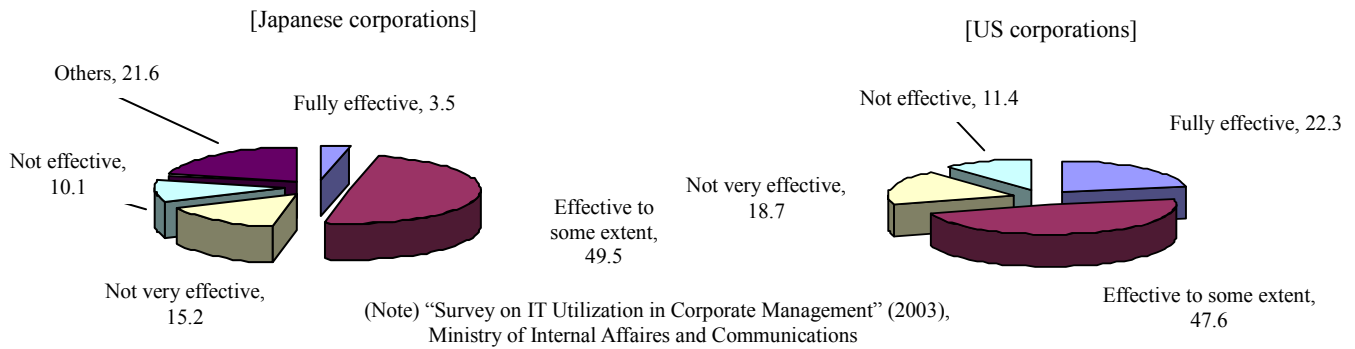 [Japanese corporations]
Others, 21.6
Fully effective, 3.5
Not effective,
10.1
Effective to
some extent,
49.5
Not very effective,
15.2
[US corporations]
Not effective, 11.4
Fully effective, 22.3
Not very effective,
18.7
Effective to some extent,
47.6
(Note) “Survey on IT Utilization in Corporate Management” (2003),
Ministry of Internal Affaires and Communications